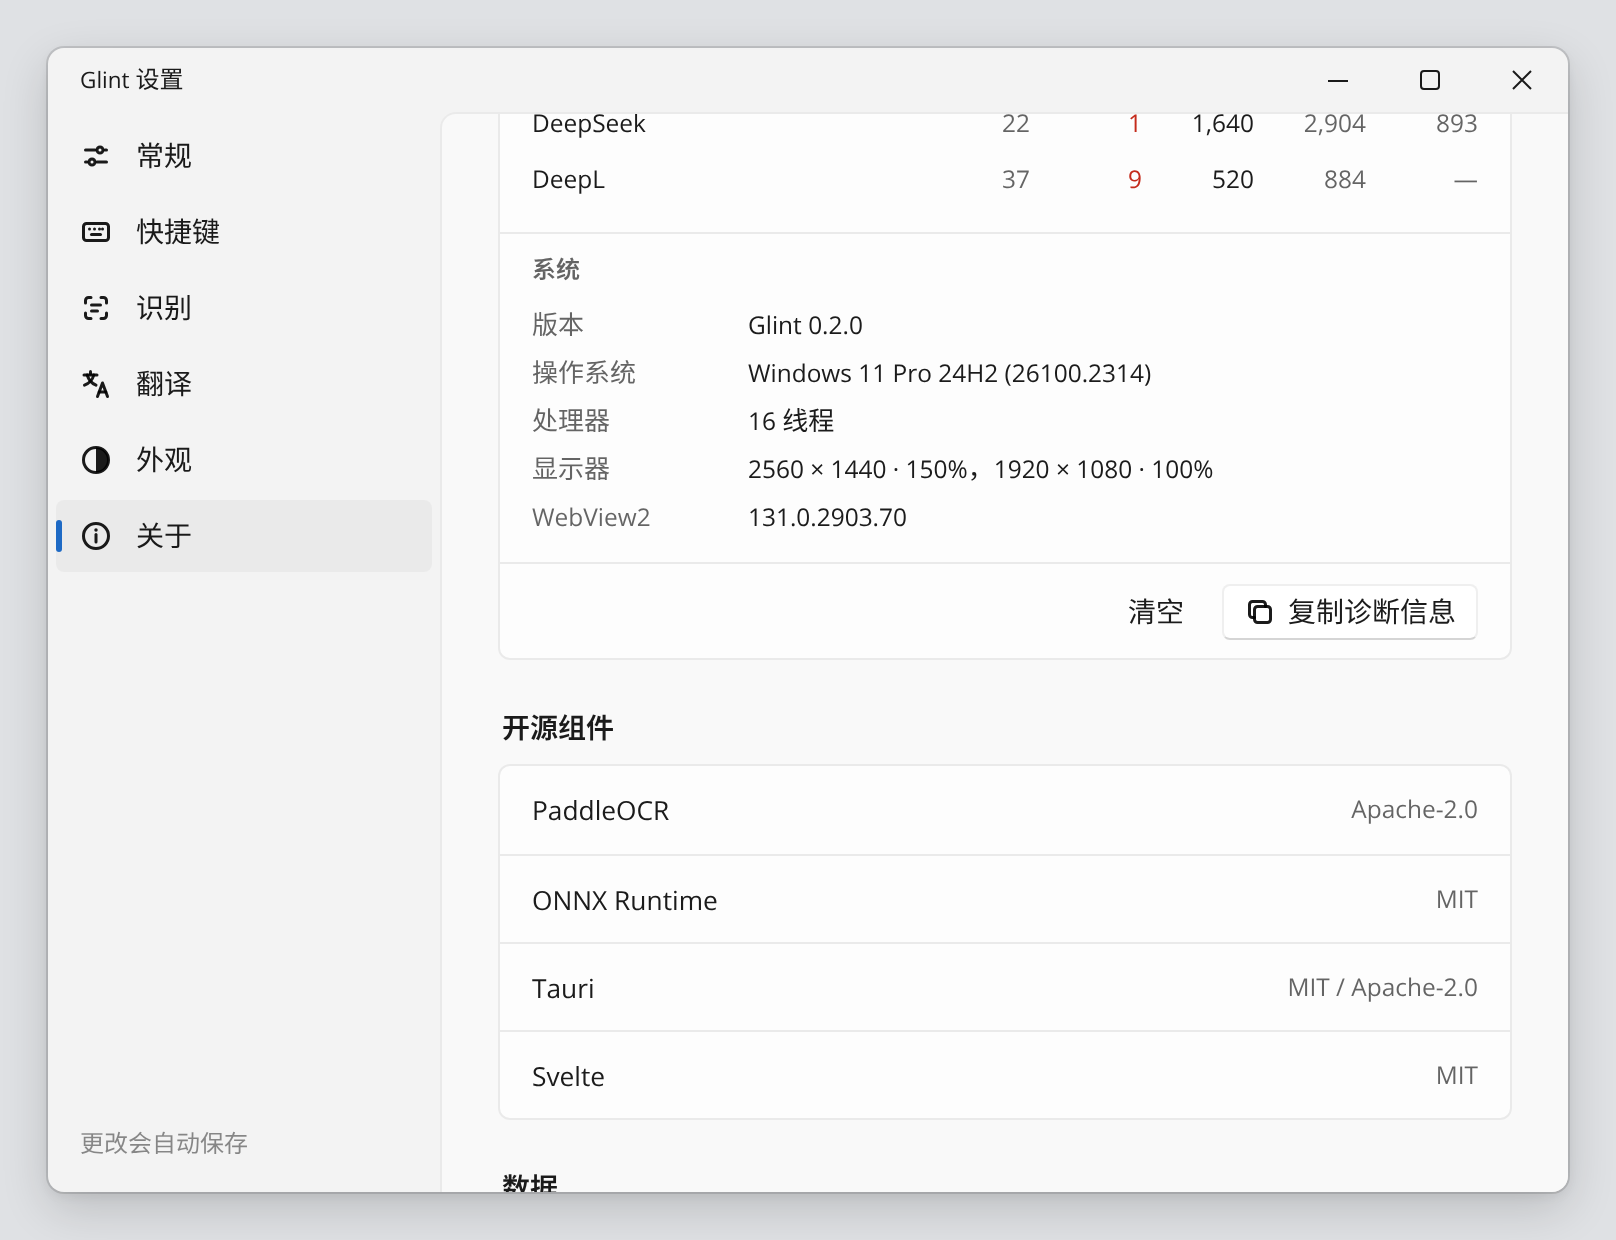 Glint 设置
常规
快捷键
识别
翻译
外观
关于
更改会自动保存
DeepSeek 22 1 1,640 2,904 893
DeepL 37 9 520 884 —
系统
版本 Glint 0.2.0
操作系统 Windows 11 Pro 24H2 (26100.2314)
处理器 16 线程
显示器 2560 × 1440 · 150%，1920 × 1080 · 100%
WebView2 131.0.2903.70
清空 复制诊断信息
开源组件
PaddleOCR Apache-2.0
ONNX Runtime MIT
Tauri MIT / Apache-2.0
Svelte MIT
数据